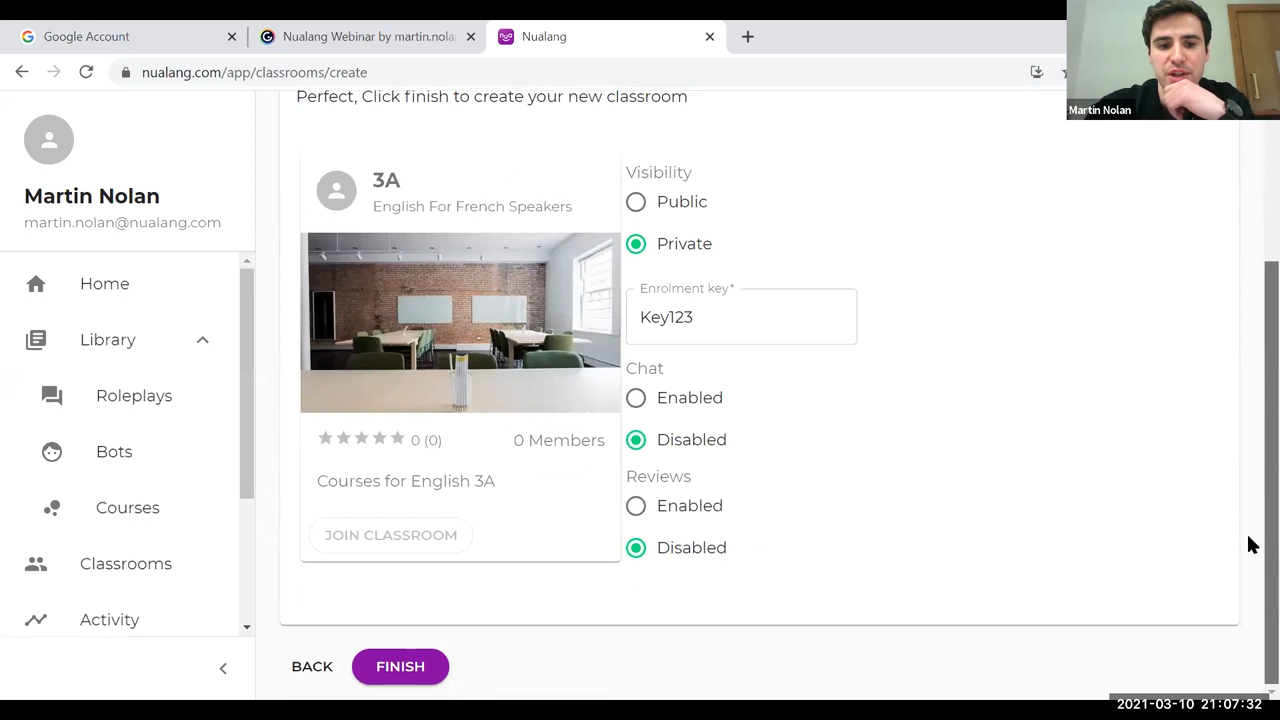 Google Account
Nualang Webinar by martin.nola
Nualang
nualang.com/app/classrooms/create
Martin Nolan
Martin Nolan
martin.nolan@nualang.com
Home
Library
Roleplays
Bots
Courses
Classrooms
Activity
Perfect, Click finish to create your new classroom
3A
English For French Speakers
0 (0)
0 Members
Courses for English 3A
JOIN CLASSROOM
Visibility
Public
Private
Enrolment key*
Key123
Chat
Enabled
Disabled
Reviews
Enabled
Disabled
BACK
FINISH
2021-03-10 21:07:32